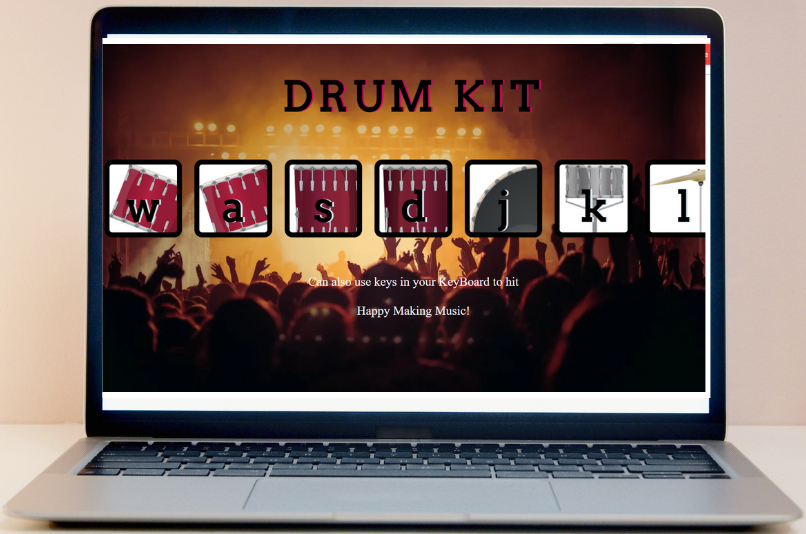 DRUM KIT
w a s d j k l
Can also use keys in your KeyBoard to hit
Happy Making Music!